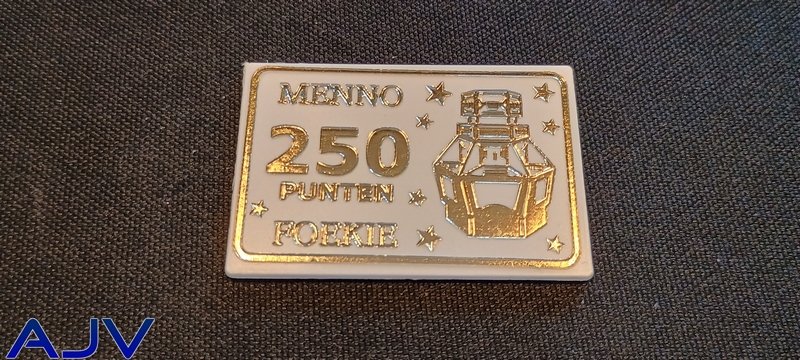 MENNO
250
PUNTEN
FOEKIE
AJV